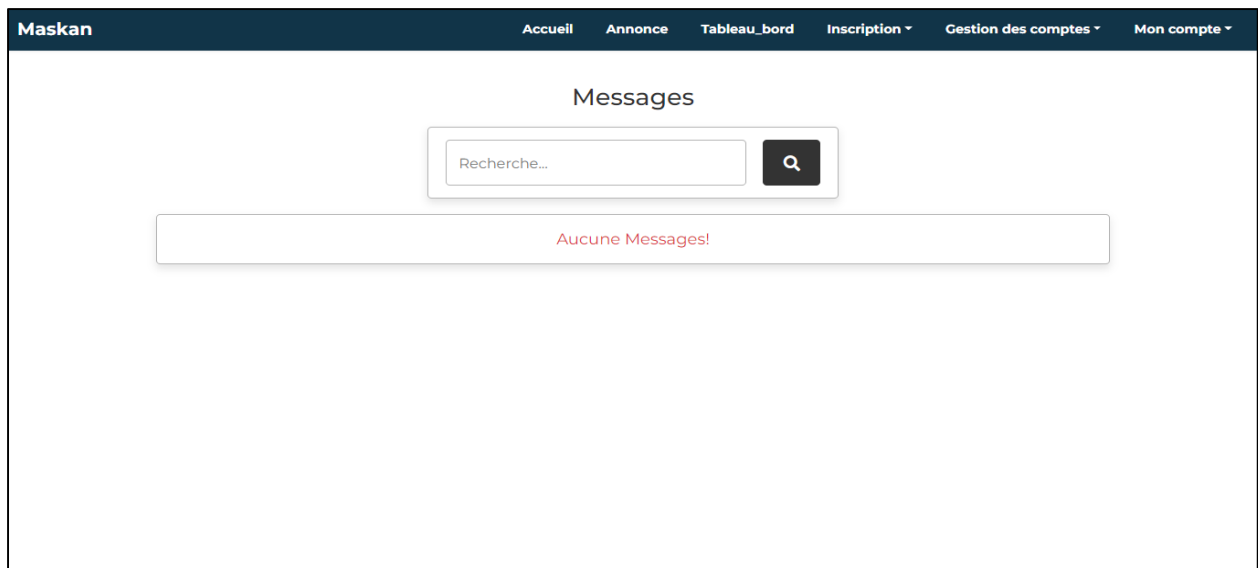 Maskan Accueil Annonce Tableau_bord Inscription Gestion des comptes Mon compte
Messages
Recherche...
Aucune Messages!